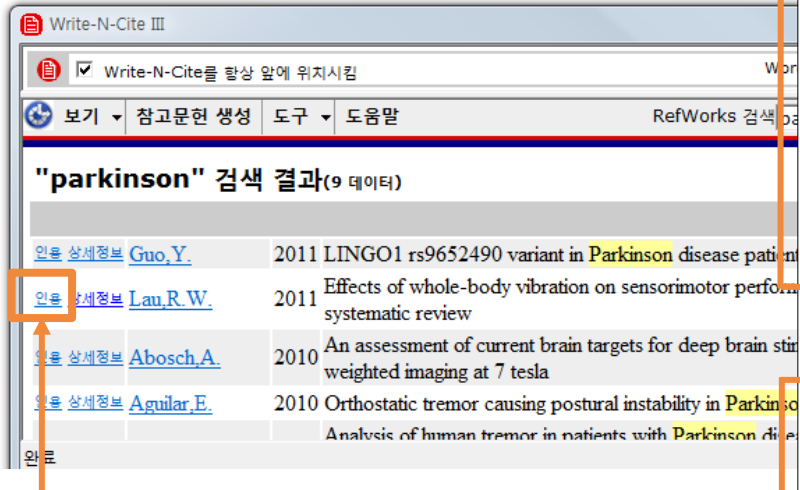 Write-N-Cite III
Write-N-Cite를 항상 앞에 위치시킴
보기 참고문헌 생성 도구 도움말 RefWorks 검색
"parkinson" 검색 결과(9 데이터)
인용 상세정보 Guo,Y. 2011 LINGO1 rs9652490 variant in Parkinson disease patient
인용 상세정보 Lau,R.W. 2011 Effects of whole-body vibration on sensorimotor perform
systematic review
인용 상세정보 Abosch,A. 2010 An assessment of current brain targets for deep brain stim
weighted imaging at 7 tesla
인용 상세정보 Aguilar,E. 2010 Orthostatic tremor causing postural instability in Parkinso
Analysis of human tremor in patients with Parkinson dise
완료